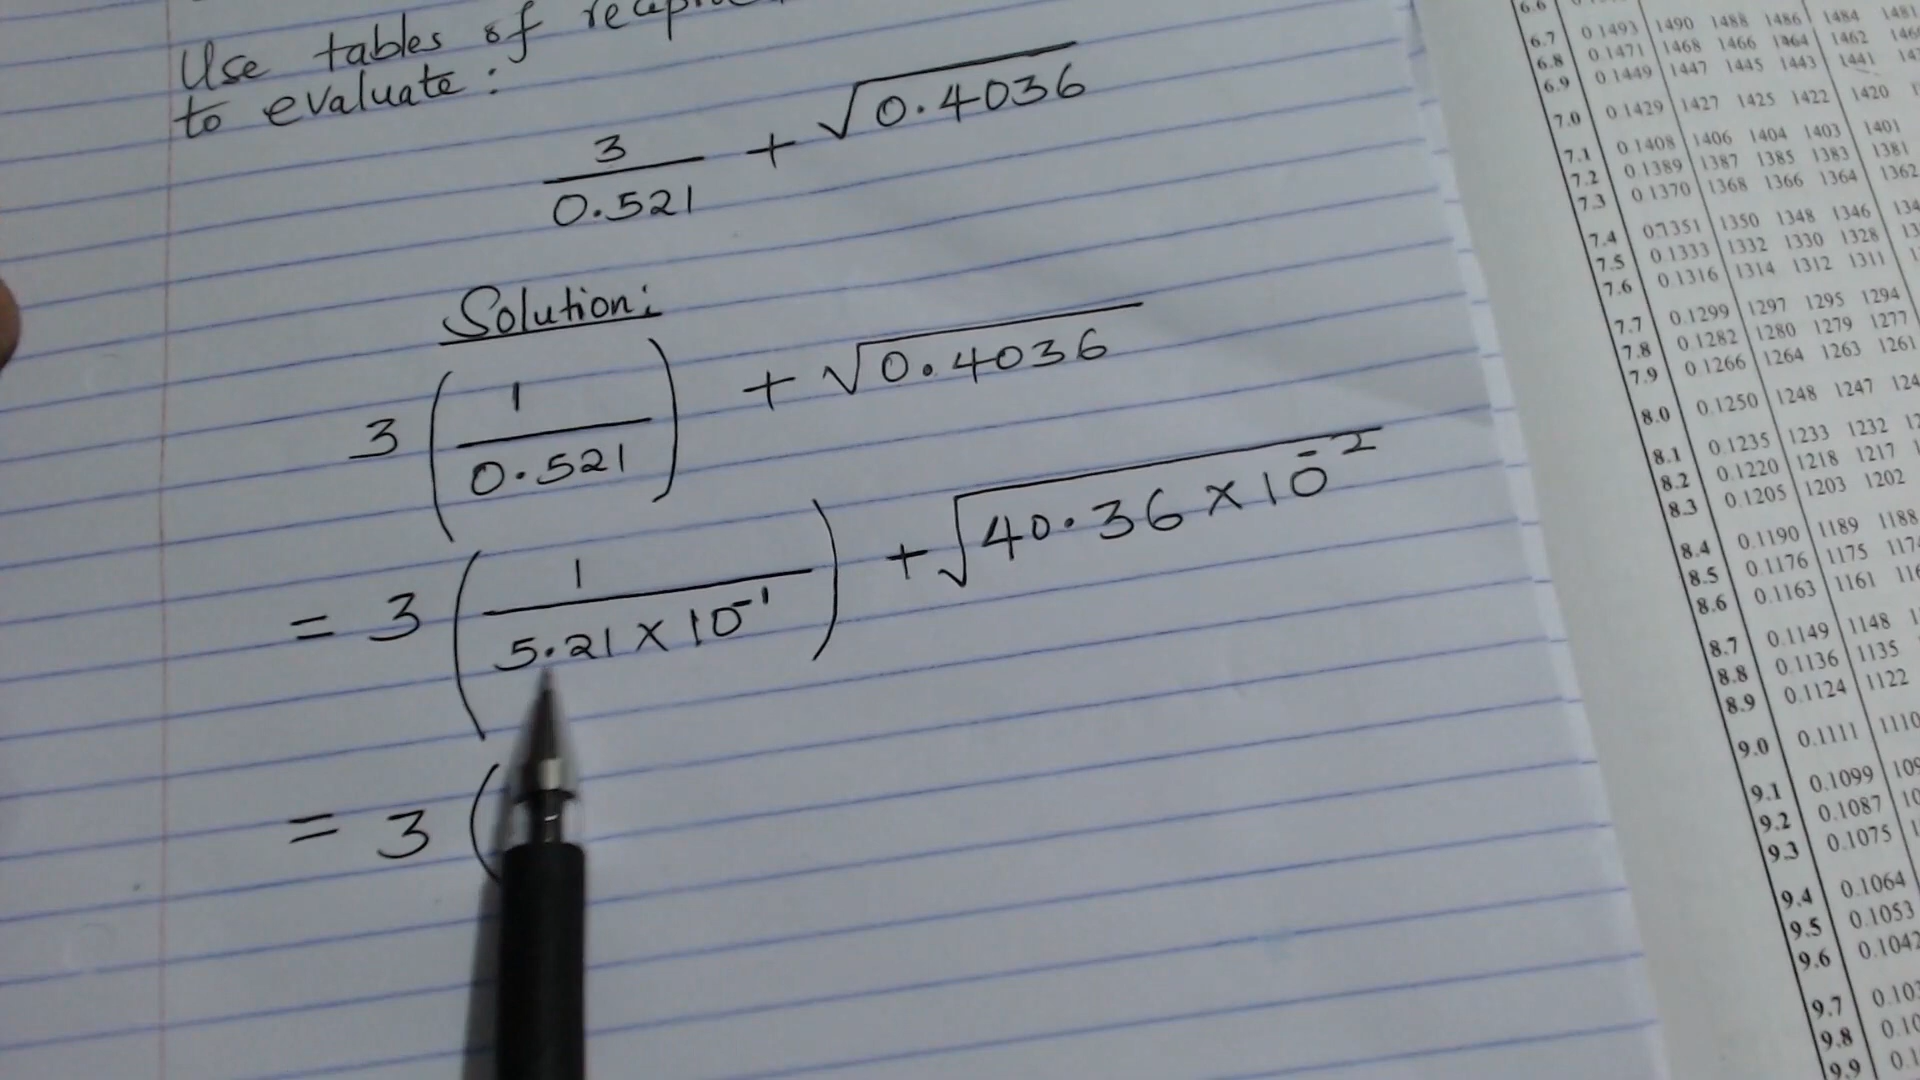 Use tables of
to evaluate:
3/0.521 + √0.4036
Solution:
3(1/0.521) + √0.4036
= 3(1/5.21×10⁻¹) + √40.36×10⁻²
= 3(
6.6
6.7 0.1493 1490 1488 1486 1484 1481
6.8 0.1471 1468 1466 1464 1462
6.9 0.1449 1447 1445 1443 1441
7.0 0.1429 1427 1425 1422 1420
7.1 0.1408 1406 1404 1403 1401
7.2 0.1389 1387 1385 1383 1381
7.3 0.1370 1368 1366 1364 1362
7.4 0.1351 1350 1348 1346
7.5 0.1333 1332 1330 1328
7.6 0.1316 1314 1312 1311
7.7 0.1299 1297 1295 1294
7.8 0.1282 1280 1279 1277
7.9 0.1266 1264 1263 1261
8.0 0.1250 1248 1247
8.1 0.1235 1233 1232
8.2 0.1220 1218 1217
8.3 0.1205 1203 1202
8.4 0.1190 1189 1188
8.5 0.1176 1175
8.6 0.1163 1161
8.7 0.1149 1148
8.8 0.1136 1135
8.9 0.1124 1122
9.0 0.1111 1110
9.1 0.1099
9.2 0.1087
9.3 0.1075
9.4 0.1064
9.5 0.1053
9.6 0.1042
9.7
9.8
9.9